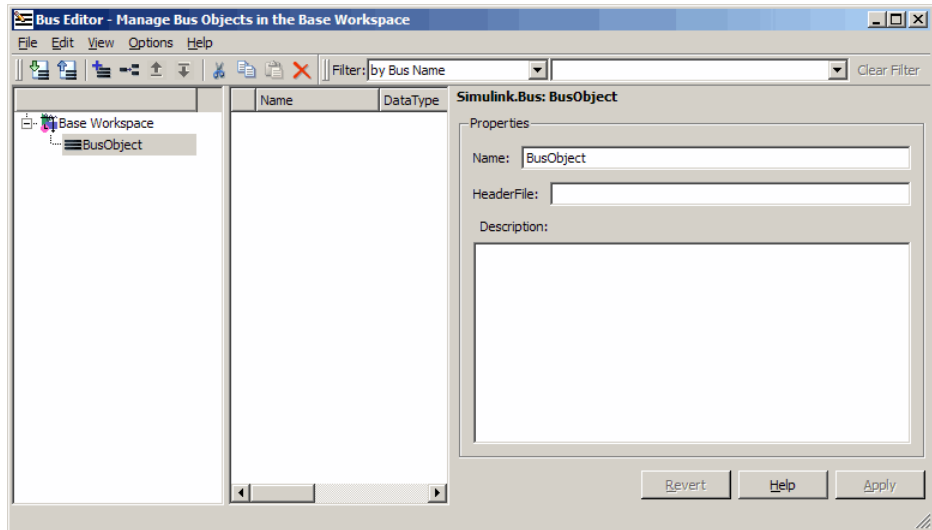 Bus Editor - Manage Bus Objects in the Base Workspace
File Edit View Options Help
Filter: by Bus Name Clear Filter
Name DataType
Simulink.Bus: BusObject
Base Workspace
BusObject
Properties
Name: BusObject
HeaderFile:
Description:
Revert Help Apply